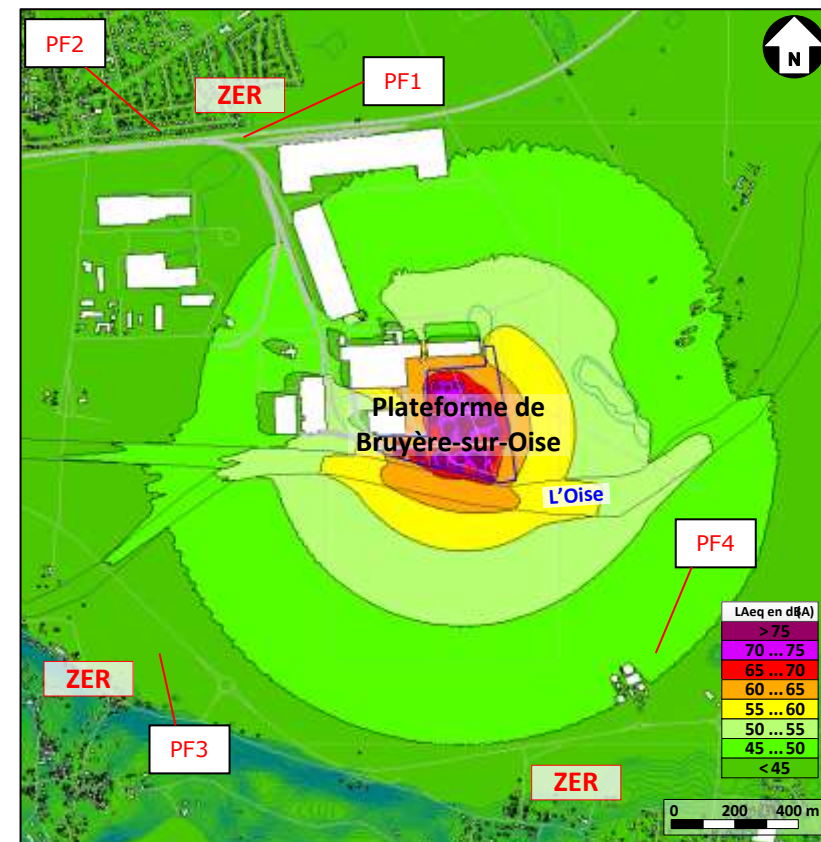 PF2
ZER
PF1
N
Plateforme de
Bruyère-sur-Oise
L'Oise
PF4
ZER
PF3
ZER
LAeq en dB(A)
> 75
70 ... 75
65 ... 70
60 ... 65
55 ... 60
50 ... 55
45 ... 50
< 45
0 200 400 m